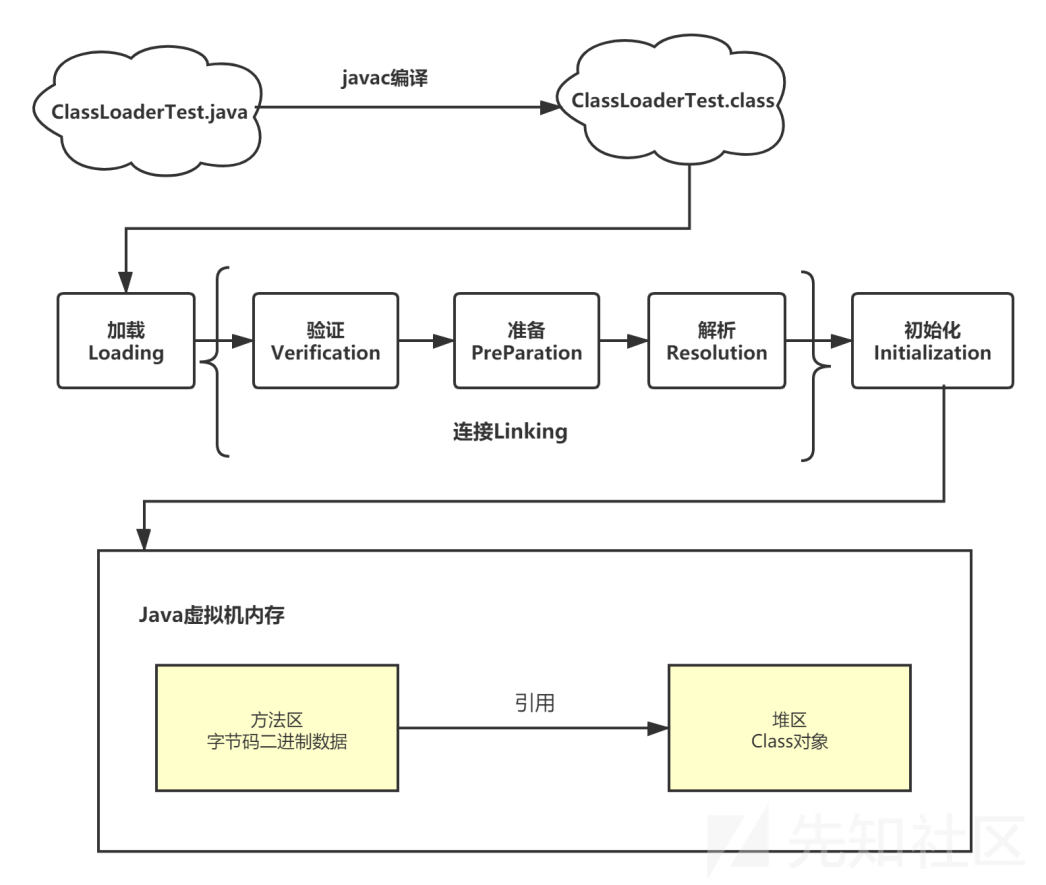 javac编译
ClassLoaderTest.java
ClassLoaderTest.class
加载
Loading
验证
Verification
准备
PreParation
解析
Resolution
初始化
Initialization
连接Linking
Java虚拟机内存
方法区
字节码二进制数据
引用
堆区
Class对象
先知社区